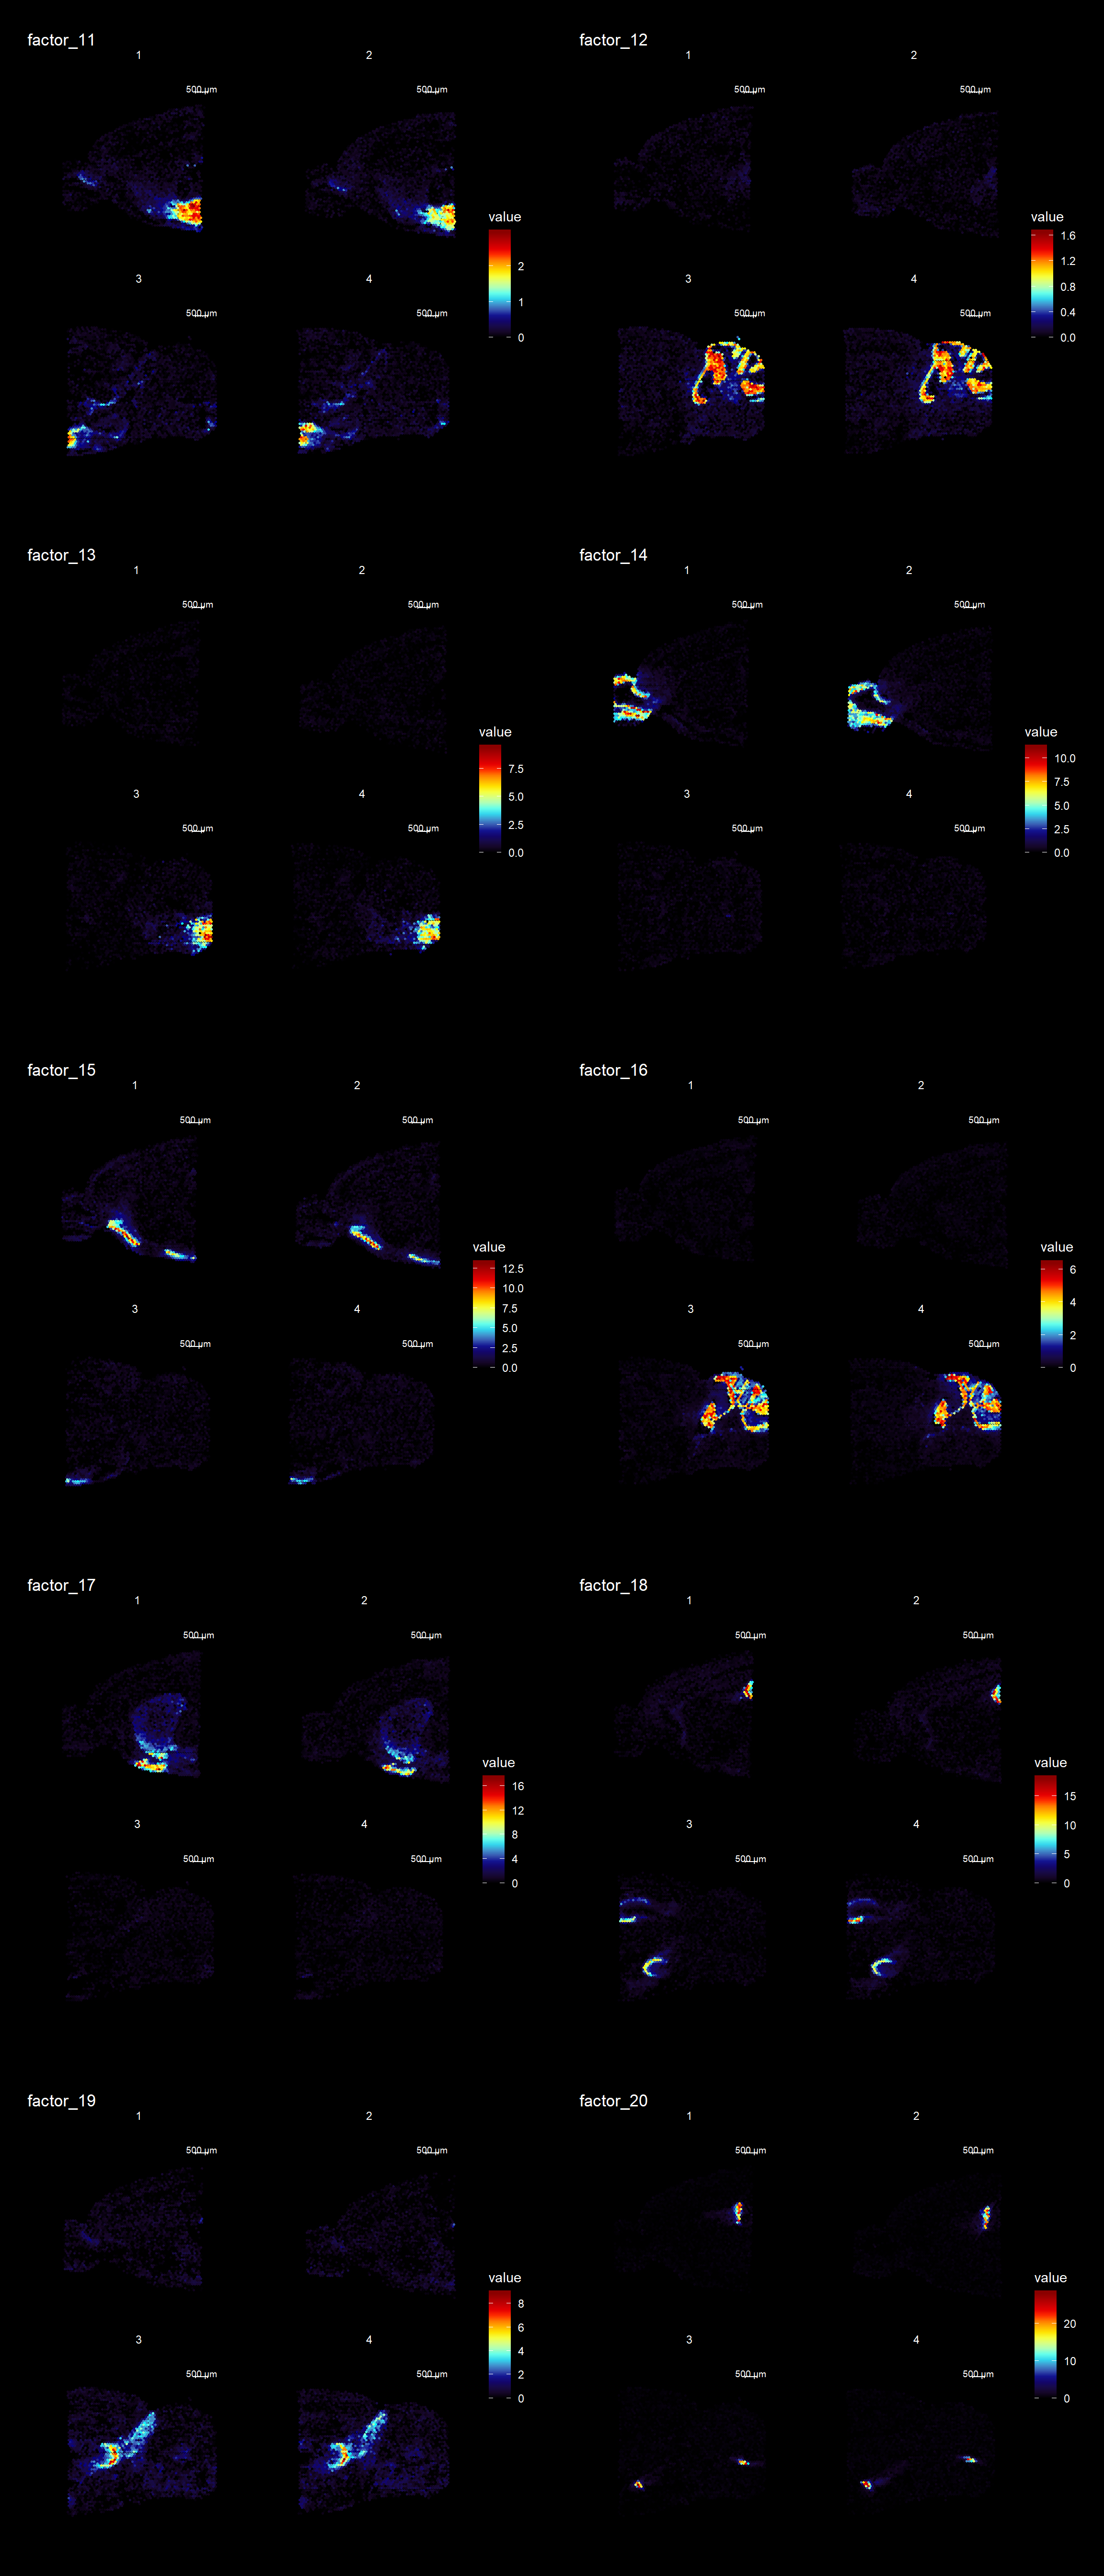 factor_11
1
2
500 µm
500 µm
value
2
1
0
3
4
500 µm
500 µm
factor_12
1
2
500 µm
500 µm
value
1.6
1.2
0.8
0.4
0.0
3
4
500 µm
500 µm
factor_13
1
2
500 µm
500 µm
value
7.5
5.0
2.5
0.0
3
4
500 µm
500 µm
factor_14
1
2
500 µm
500 µm
value
10.0
7.5
5.0
2.5
0.0
3
4
500 µm
500 µm
factor_15
1
2
500 µm
500 µm
value
12.5
10.0
7.5
5.0
2.5
0.0
3
4
500 µm
500 µm
factor_16
1
2
500 µm
500 µm
value
6
4
2
0
3
4
500 µm
500 µm
factor_17
1
2
500 µm
500 µm
value
16
12
8
4
0
3
4
500 µm
500 µm
factor_18
1
2
500 µm
500 µm
value
15
10
5
0
3
4
500 µm
500 µm
factor_19
1
2
500 µm
500 µm
value
8
6
4
2
0
3
4
500 µm
500 µm
factor_20
1
2
500 µm
500 µm
value
20
10
0
3
4
500 µm
500 µm